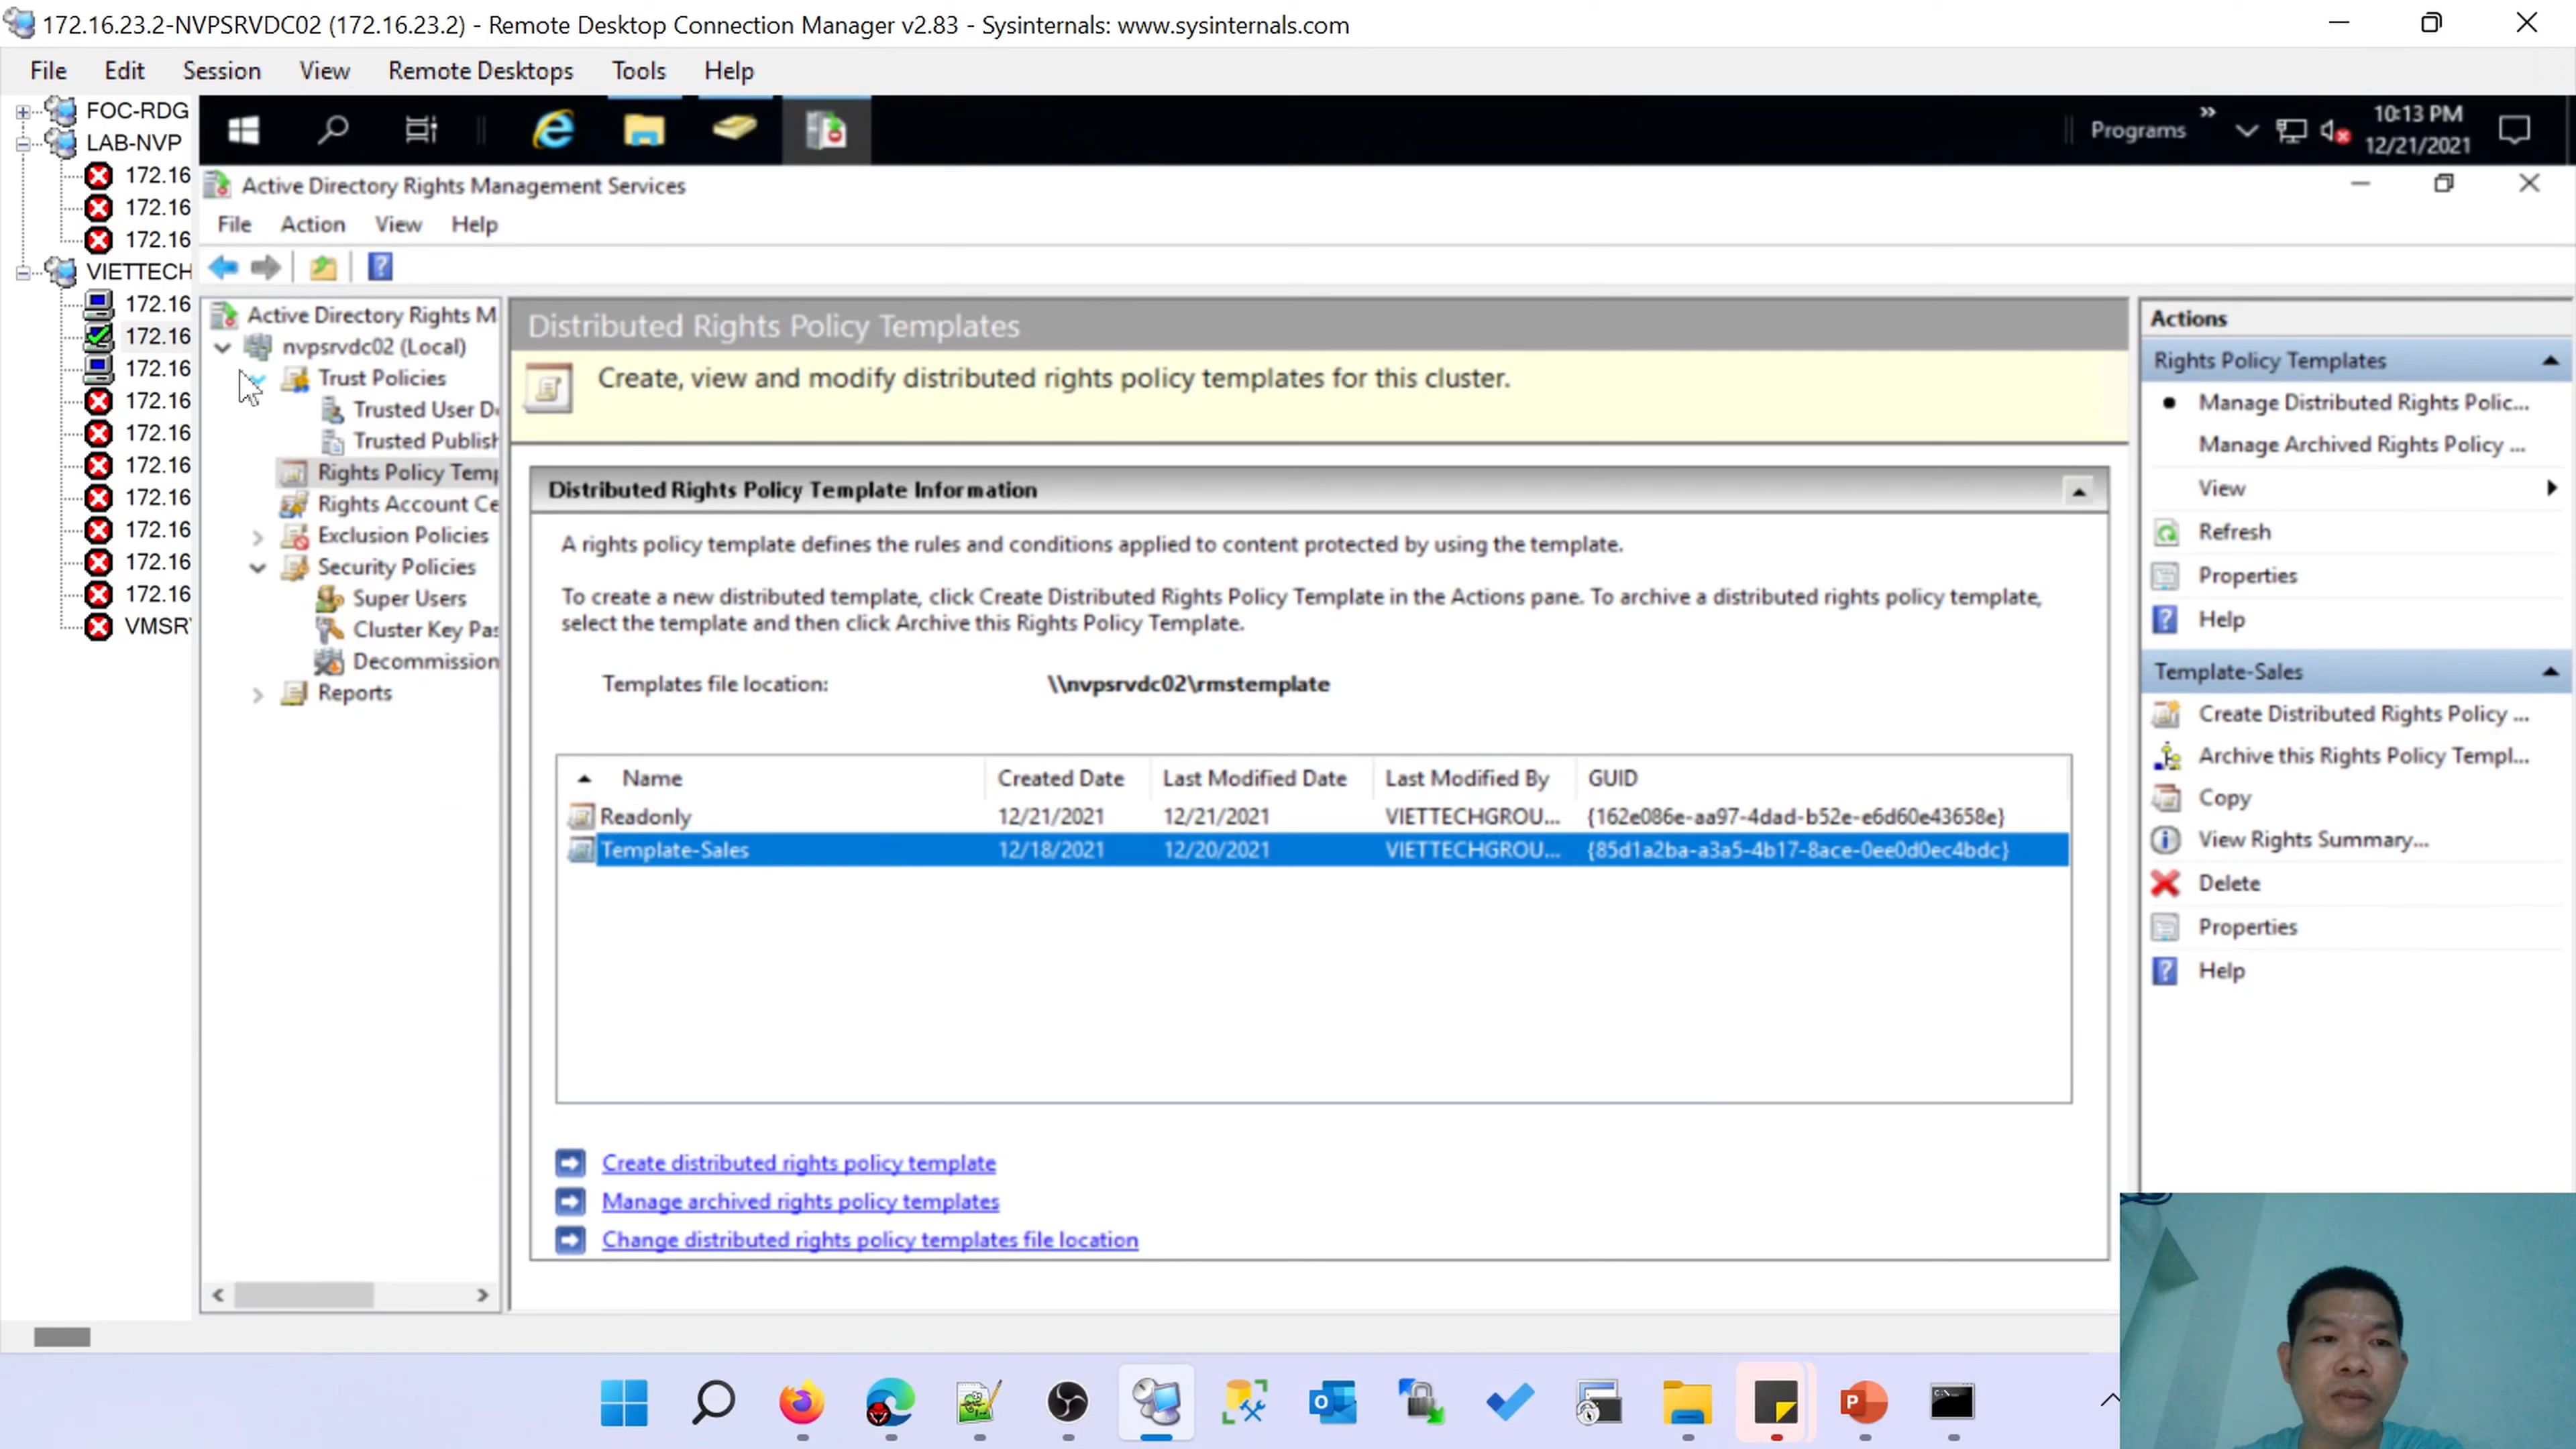 172.16.23.2-NVPSRVDC02 (172.16.23.2) - Remote Desktop Connection Manager v2.83 - Sysinternals: www.sysinternals.com
File Edit Session View Remote Desktops Tools Help
FOC-RDG
LAB-NVP
172.16
172.16
172.16
VIETTECH
172.16
172.16
172.16
172.16
172.16
172.16
172.16
172.16
172.16
172.16
VMSR
Programs
10:13 PM
12/21/2021
Active Directory Rights Management Services
File Action View Help
Active Directory Rights M
nvpsrvdc02 (Local)
Trust Policies
Trusted User D
Trusted Publish
Rights Policy Temp
Rights Account Ce
Exclusion Policies
Security Policies
Super Users
Cluster Key Pas
Decommission
Reports
Distributed Rights Policy Templates
Create, view and modify distributed rights policy templates for this cluster.
Distributed Rights Policy Template Information
A rights policy template defines the rules and conditions applied to content protected by using the template.
To create a new distributed template, click Create Distributed Rights Policy Template in the Actions pane. To archive a distributed rights policy template,
select the template and then click Archive this Rights Policy Template.
Templates file location: \\nvpsrvdc02\rmstemplate
Name Created Date Last Modified Date Last Modified By GUID
Readonly 12/21/2021 12/21/2021 VIETTECHGROU... {162e086e-aa97-4dad-b52e-e6d60e43658e}
Template-Sales 12/18/2021 12/20/2021 VIETTECHGROU... {85d1a2ba-a3a5-4b17-8ace-0ee0d0ec4bdc}
Create distributed rights policy template
Manage archived rights policy templates
Change distributed rights policy templates file location
Actions
Rights Policy Templates
Manage Distributed Rights Polic...
Manage Archived Rights Policy ...
View
Refresh
Properties
Help
Template-Sales
Create Distributed Rights Policy ...
Archive this Rights Policy Templ...
Copy
View Rights Summary...
Delete
Properties
Help